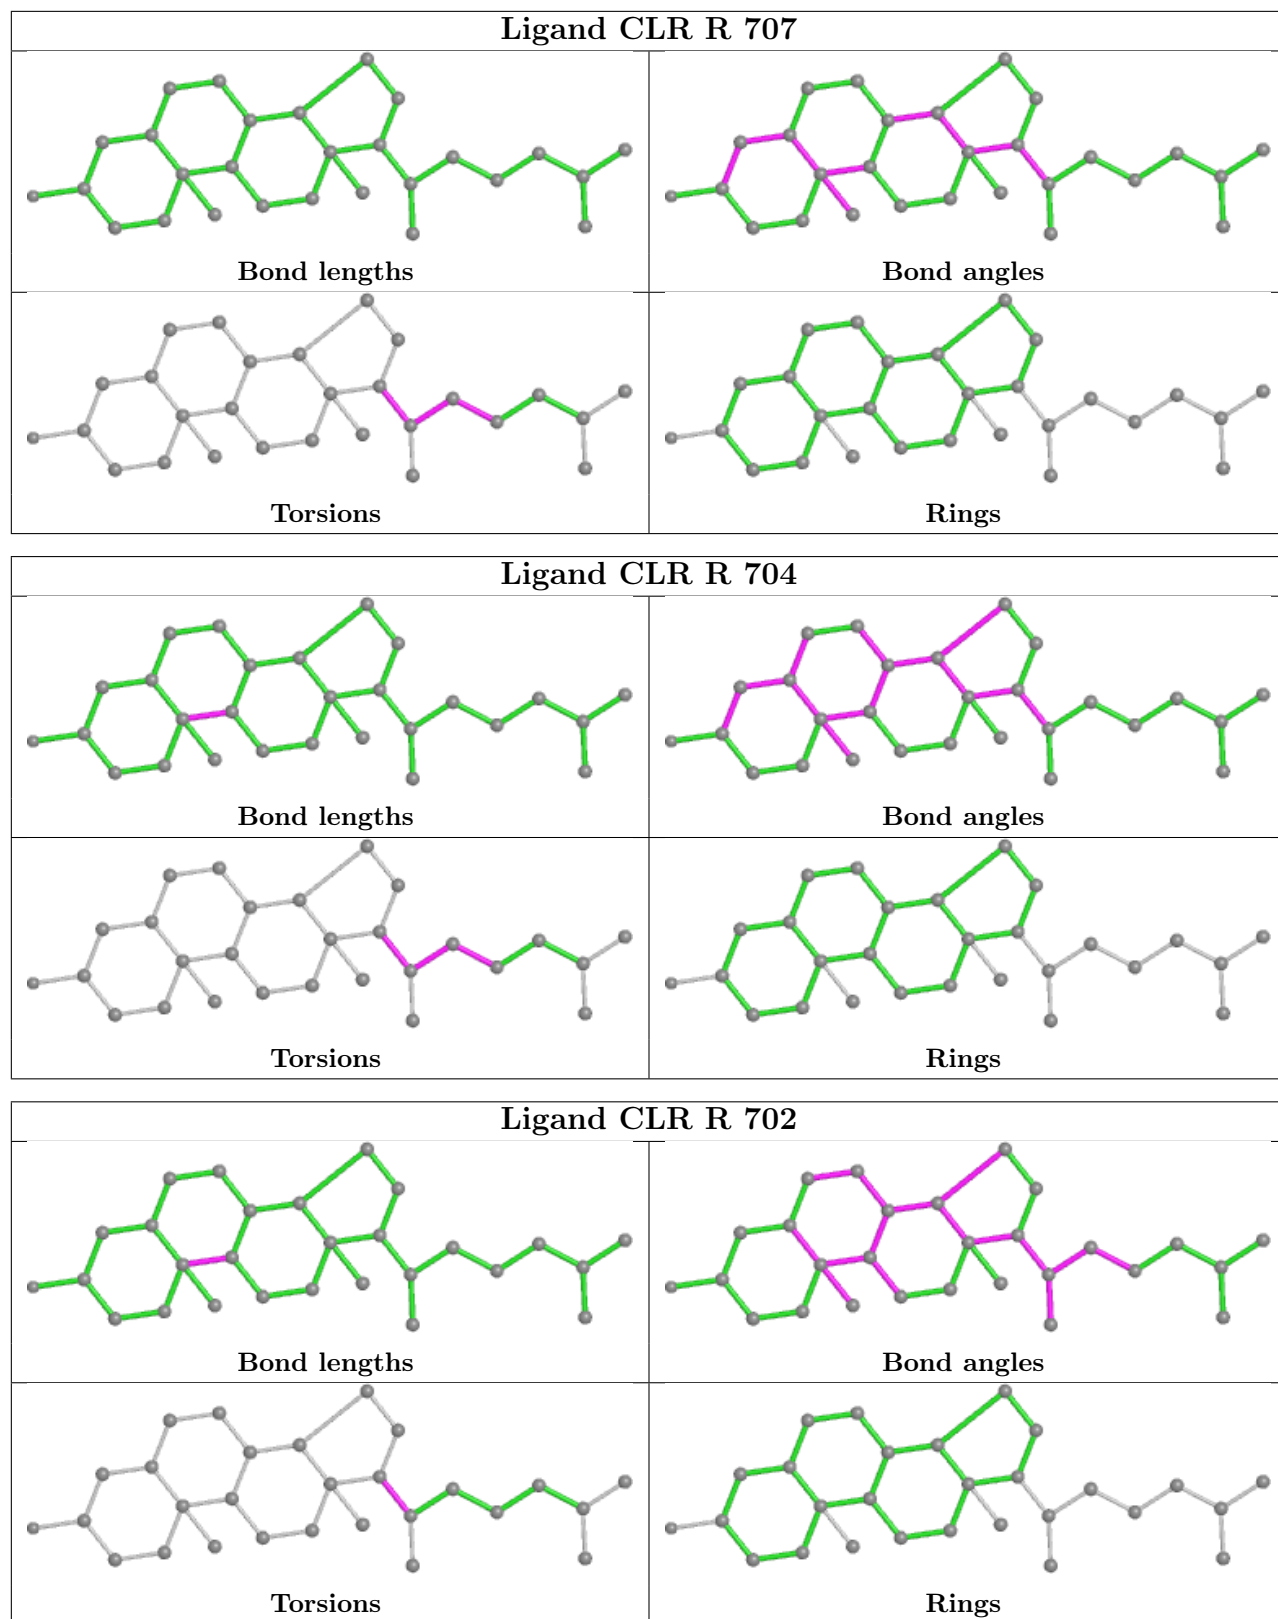 Ligand CLR R 707
Bond lengths
Bond angles
Torsions
Rings
Ligand CLR R 704
Bond lengths
Bond angles
Torsions
Rings
Ligand CLR R 702
Bond lengths
Bond angles
Torsions
Rings